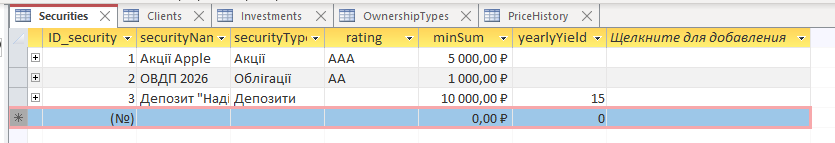 Securities Clients Investments OwnershipTypes PriceHistory
ID_security securityNan securityType rating minSum yearlyYield Щелкните для добавления
1 Акції Apple Акції AAA 5 000,00 ₽
2 ОВДП 2026 Облігації AA 1 000,00 ₽
3 Депозит "Наді Депозити 10 000,00 ₽ 15
(№) 0,00 ₽ 0